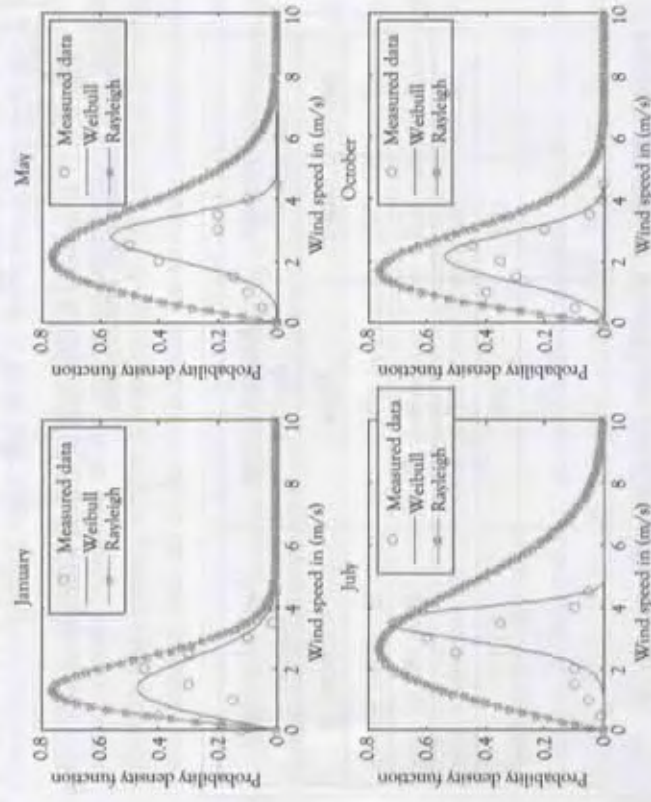 January
0.8
0.6
0.4
0.2
0
Probability density function
Measured data
Weibull
Rayleigh
0 2 4 6 8 10
Wind speed in (m/s)
May
0.8
0.6
0.4
0.2
0
Probability density function
Measured data
Weibull
Rayleigh
0 2 4 6 8 10
Wind speed in (m/s)
July
0.8
0.6
0.4
0.2
0
Probability density function
Measured data
Weibull
Rayleigh
0 2 4 6 8 10
Wind speed in (m/s)
October
0.8
0.6
0.4
0.2
0
Probability density function
Measured data
Weibull
Rayleigh
0 2 4 6 8 10
Wind speed in (m/s)